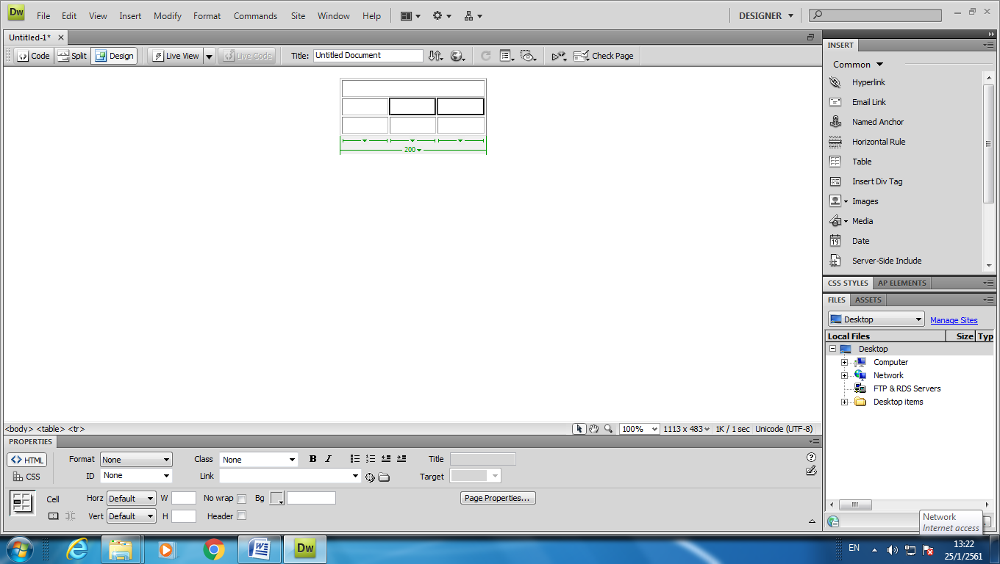 Dw File Edit View Insert Modify Format Commands Site Window Help DESIGNER
Untitled-1*
Code Split Design Live View Live Code Title: Untitled Document Check Page
200
<body> <table> <tr> 100% 1113 x 483 1K / 1 sec Unicode (UTF-8)
PROPERTIES
HTML Format None Class None B I Title
CSS ID None Link Target
Cell Horz Default W No wrap Bg Page Properties...
Vert Default H Header
INSERT
Common
Hyperlink
Email Link
Named Anchor
Horizontal Rule
Table
Insert Div Tag
Images
Media
19 Date
Server-Side Include
CSS STYLES AP ELEMENTS
FILES ASSETS
Desktop Manage Sites
Local Files Size Typ
Desktop
Computer
Network
FTP & RDS Servers
Desktop items
Network
Internet access
Dw EN 13:22
25/1/2561